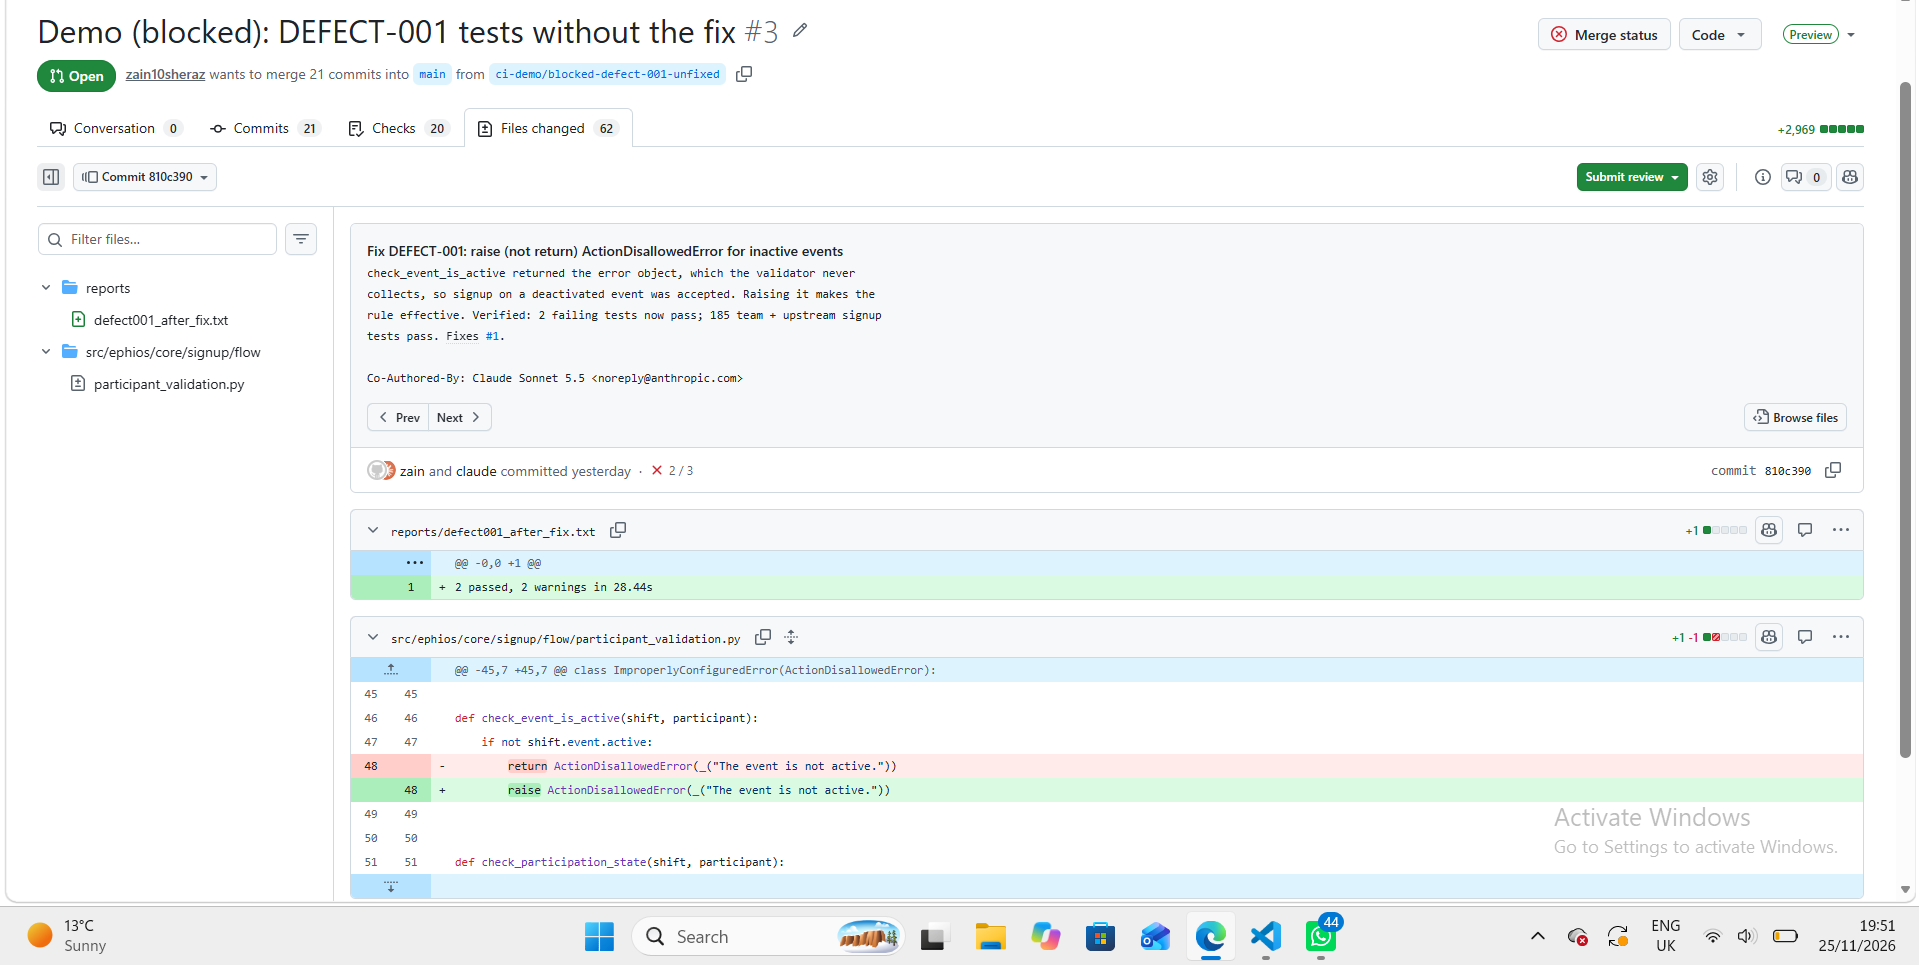 Demo (blocked): DEFECT-001 tests without the fix #3
Merge status
Code
Preview
Open
zain10sheraz wants to merge 21 commits into main from ci-demo/blocked-defect-001-unfixed
Conversation 0
Commits 21
Checks 20
Files changed 62
+2,969
Commit 810c390
Submit review
0
Filter files...
reports
defect001_after_fix.txt
src/ephios/core/signup/flow
participant_validation.py
Fix DEFECT-001: raise (not return) ActionDisallowedError for inactive events
check_event_is_active returned the error object, which the validator never
collects, so signup on a deactivated event was accepted. Raising it makes the
rule effective. Verified: 2 failing tests now pass; 185 team + upstream signup
tests pass. Fixes #1.
Co-Authored-By: Claude Sonnet 5.5 <noreply@anthropic.com>
Prev
Next
Browse files
zain and claude committed yesterday · 2 / 3
commit 810c390
reports/defect001_after_fix.txt
+1
@@ -0,0 +1 @@
1 + 2 passed, 2 warnings in 28.44s
src/ephios/core/signup/flow/participant_validation.py
+1 -1
@@ -45,7 +45,7 @@ class ImproperlyConfiguredError(ActionDisallowedError):
45 45
46 46 def check_event_is_active(shift, participant):
47 47 if not shift.event.active:
48 - return ActionDisallowedError(_("The event is not active."))
48 + raise ActionDisallowedError(_("The event is not active."))
49 49
50 50
51 51 def check_participation_state(shift, participant):
Activate Windows
Go to Settings to activate Windows.
13°C
Sunny
Search
44
ENG
UK
19:51
25/11/2026